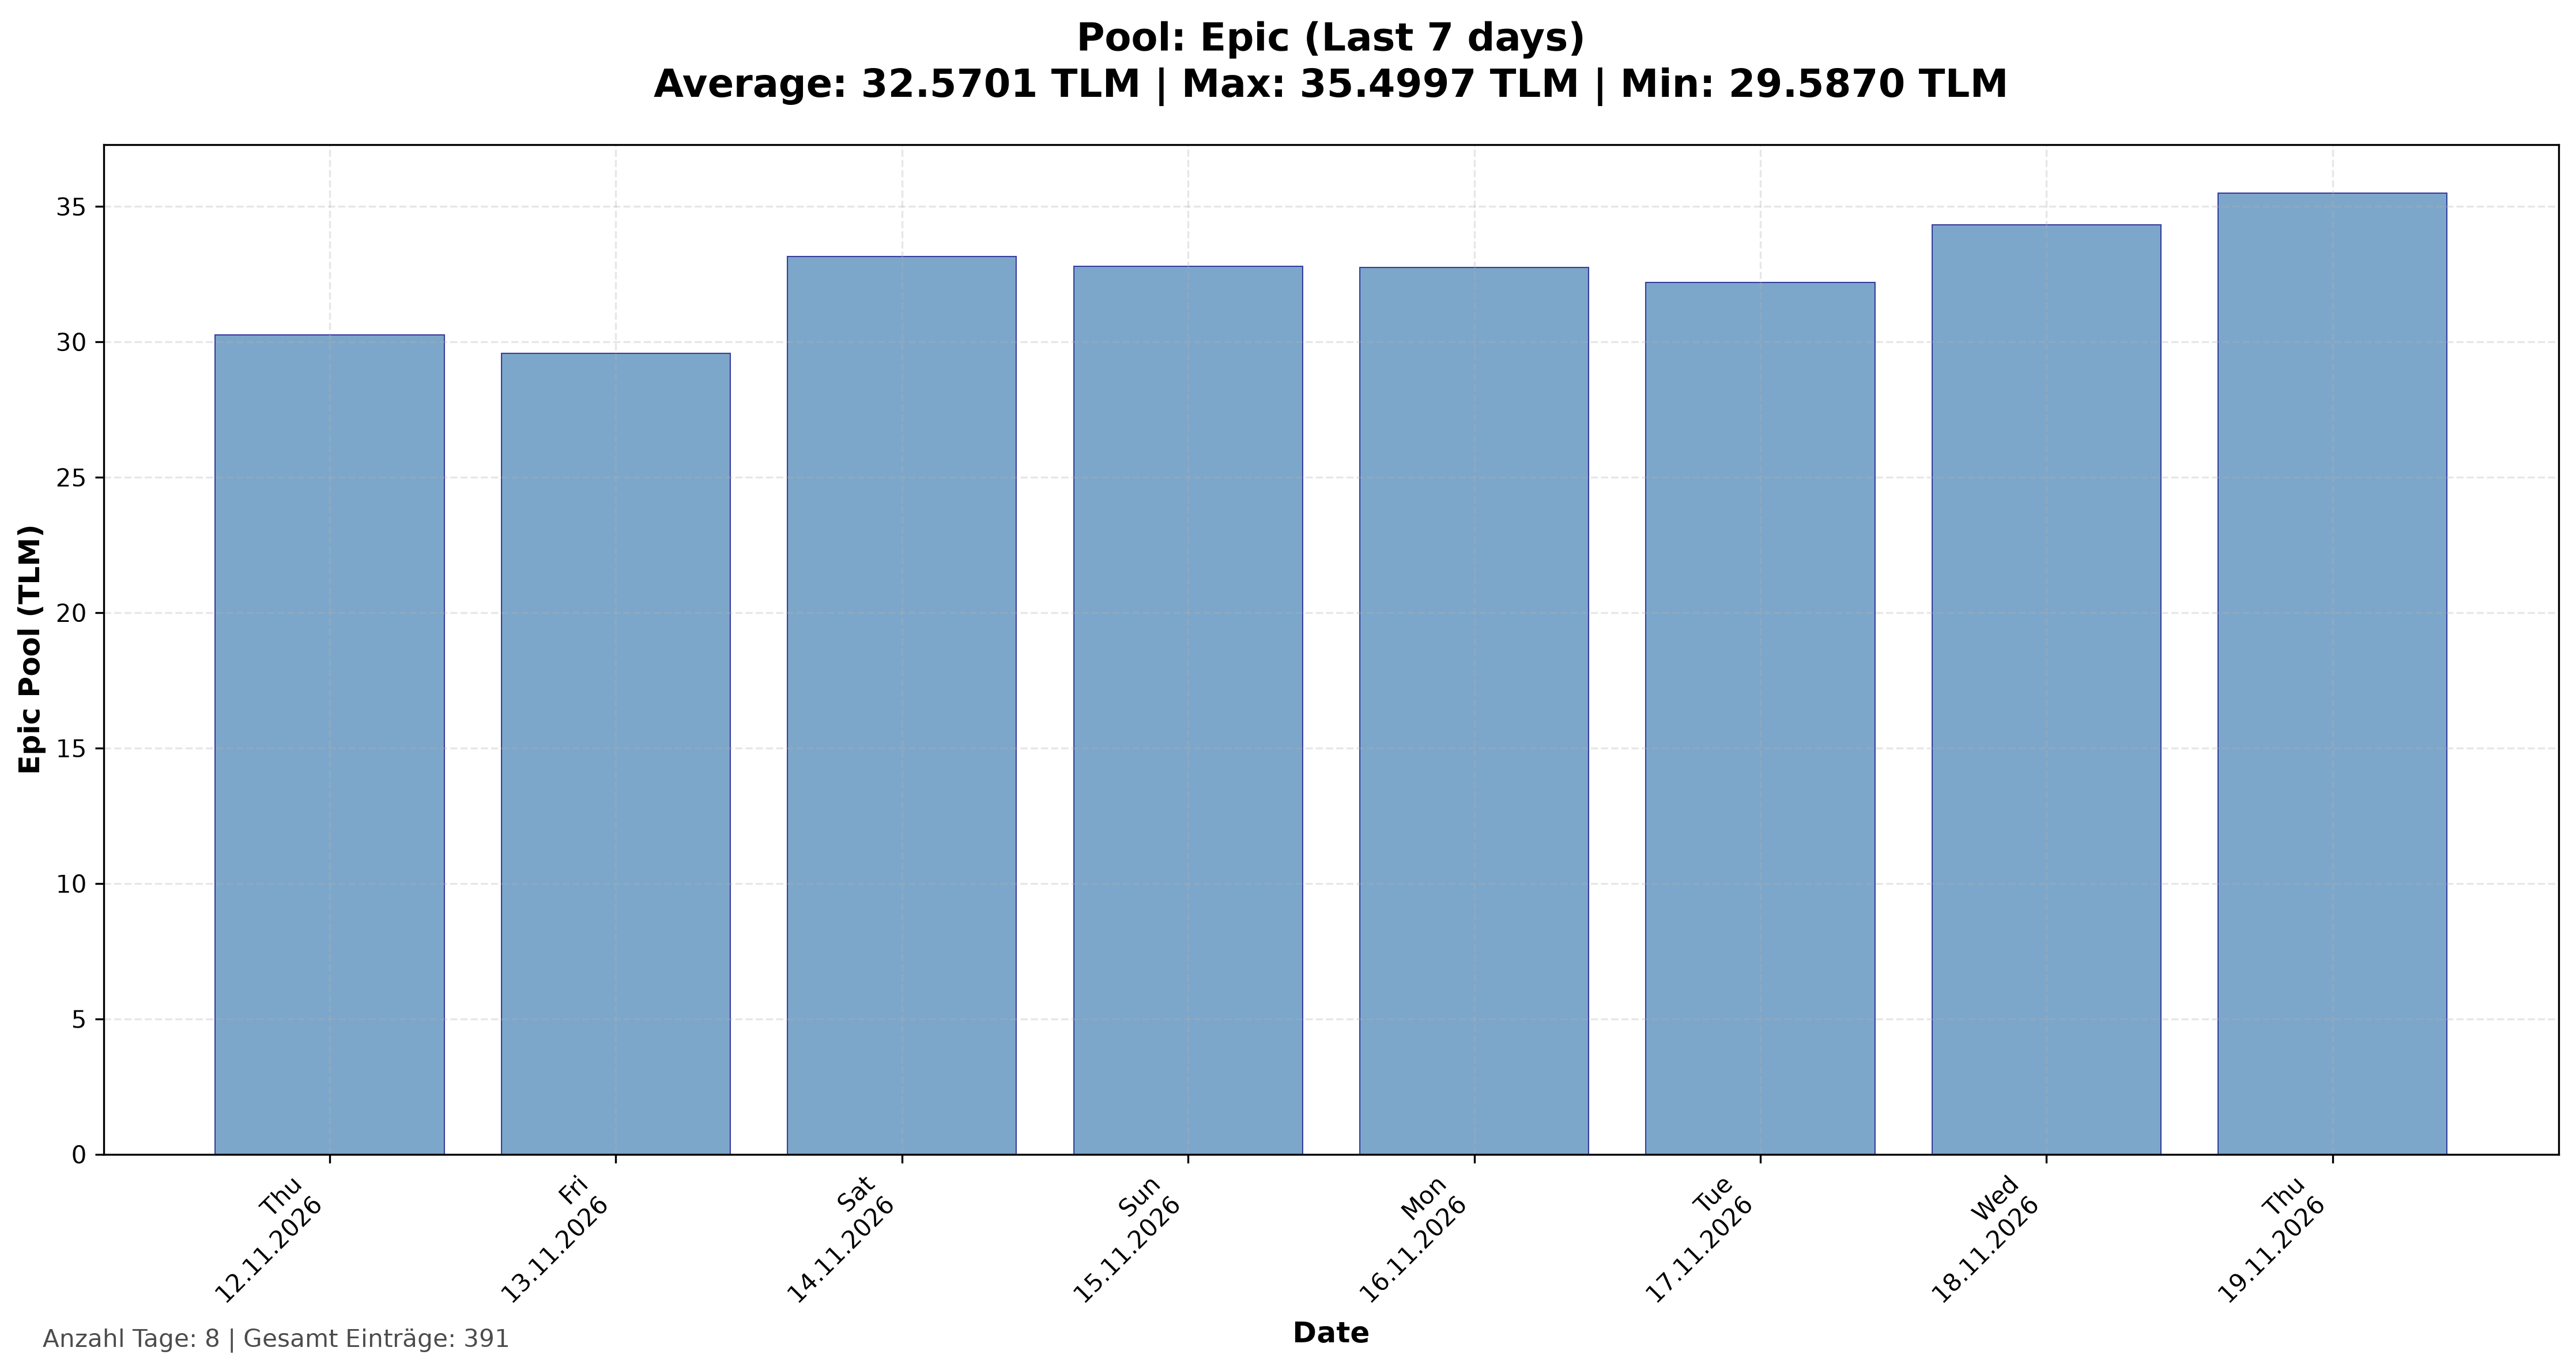 Pool: Epic (Last 7 days)
Average: 32.5701 TLM | Max: 35.4997 TLM | Min: 29.5870 TLM
Epic Pool (TLM)
35
30
25
20
15
10
5
0
Thu
12.11.2026
Fri
13.11.2026
Sat
14.11.2026
Sun
15.11.2026
Mon
16.11.2026
Tue
17.11.2026
Wed
18.11.2026
Thu
19.11.2026
Date
Anzahl Tage: 8 | Gesamt Einträge: 391